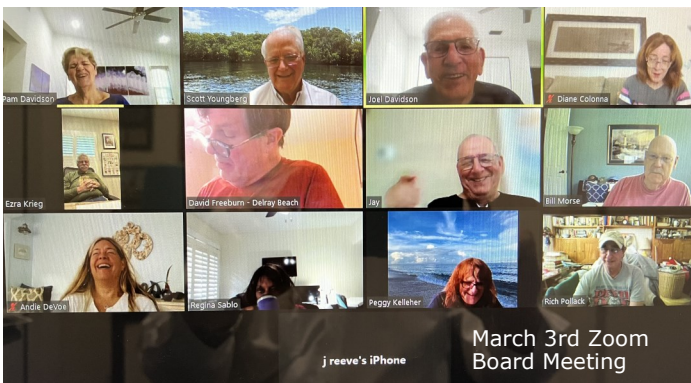 Pam Davidson
Scott Youngberg
Joel Davidson
Diane Colonna
Ezra Krieg
David Freeburn - Delray Beach
Jay
Bill Morse
Andie DeVoe
Regina Sablo
Peggy Kelleher
Rich Pollack
j reeve's iPhone
March 3rd Zoom
Board Meeting